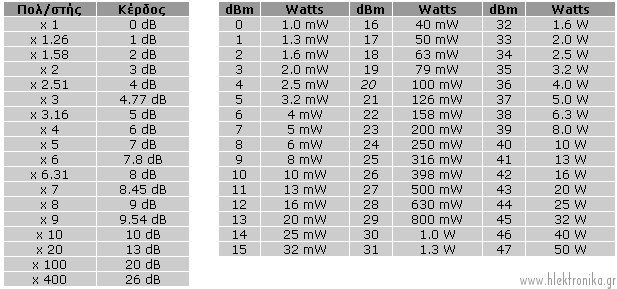 Πολ/στής Κέρδος
x 1 0 dB
x 1.26 1 dB
x 1.58 2 dB
x 2 3 dB
x 2.51 4 dB
x 3 4.77 dB
x 3.16 5 dB
x 4 6 dB
x 5 7 dB
x 6 7.8 dB
x 6.31 8 dB
x 7 8.45 dB
x 8 9 dB
x 9 9.54 dB
x 10 10 dB
x 20 13 dB
x 100 20 dB
x 400 26 dB
dBm Watts dBm Watts dBm Watts
0 1.0 mW 16 40 mW 32 1.6 W
1 1.3 mW 17 50 mW 33 2.0 W
2 1.6 mW 18 63 mW 34 2.5 W
3 2.0 mW 19 79 mW 35 3.2 W
4 2.5 mW 20 100 mW 36 4.0 W
5 3.2 mW 21 126 mW 37 5.0 W
6 4 mW 22 158 mW 38 6.3 W
7 5 mW 23 200 mW 39 8.0 W
8 6 mW 24 250 mW 40 10 W
9 8 mW 25 316 mW 41 13 W
10 10 mW 26 398 mW 42 16 W
11 13 mW 27 500 mW 43 20 W
12 16 mW 28 630 mW 44 25 W
13 20 mW 29 800 mW 45 32 W
14 25 mW 30 1.0 W 46 40 W
15 32 mW 31 1.3 W 47 50 W
www.hlektronika.gr